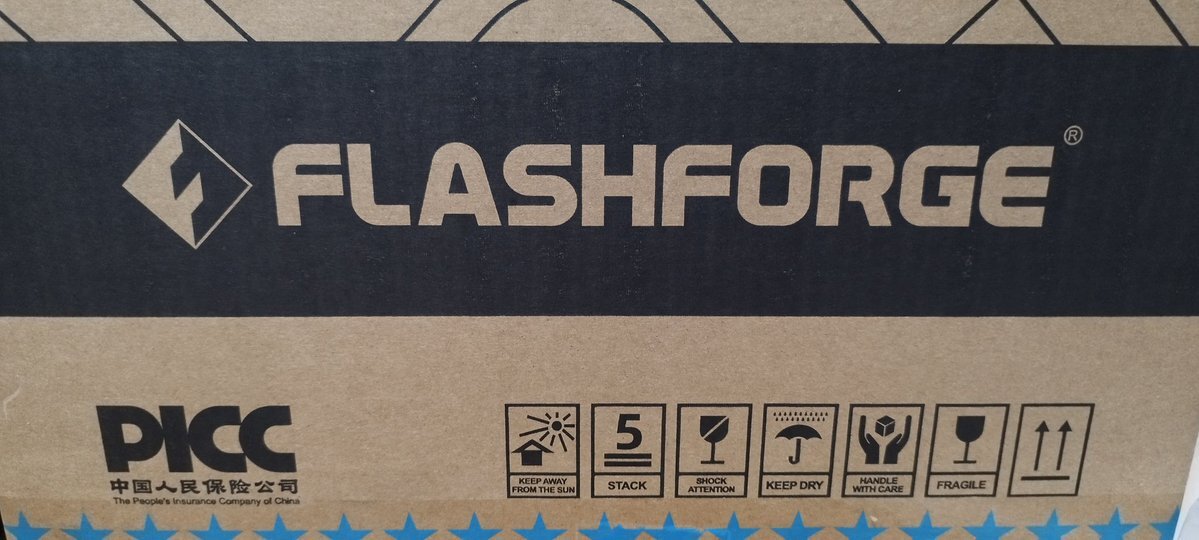 FLASHFORGE®
PICC
中国人民保险公司
The People's Insurance Company of China
KEEP AWAY
FROM THE SUN
5
STACK
SHOCK
ATTENTION
KEEP DRY
HANDLE
WITH CARE
FRAGILE